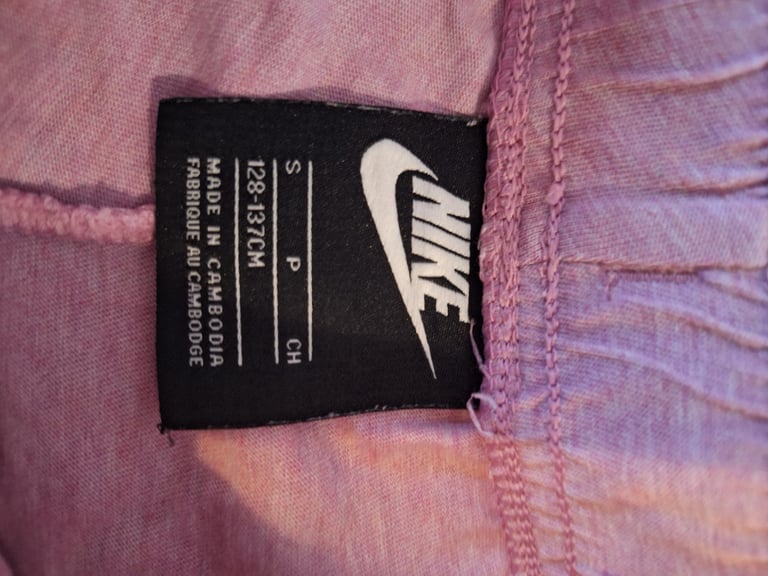 NIKE
S P CH
128-137CM
MADE IN CAMBODIA
FABRIQUE AU CAMBODGE